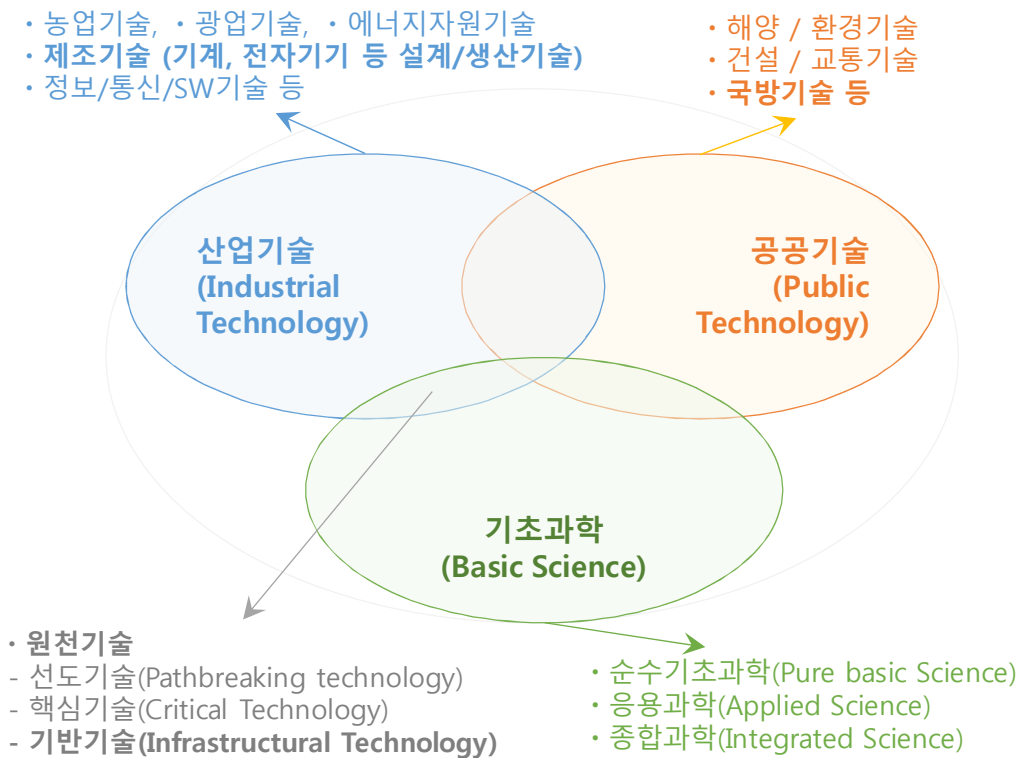 ・농업기술, ・광업기술, ・에너지자원기술
・제조기술 (기계, 전자기기 등 설계/생산기술)
・정보/통신/SW기술 등
・해양 / 환경기술
・건설 / 교통기술
・국방기술 등
산업기술
(Industrial
Technology)
공공기술
(Public
Technology)
기초과학
(Basic Science)
・원천기술
- 선도기술(Pathbreaking technology)
- 핵심기술(Critical Technology)
- 기반기술(Infrastructural Technology)
・순수기초과학(Pure basic Science)
・응용과학(Applied Science)
・종합과학(Integrated Science)